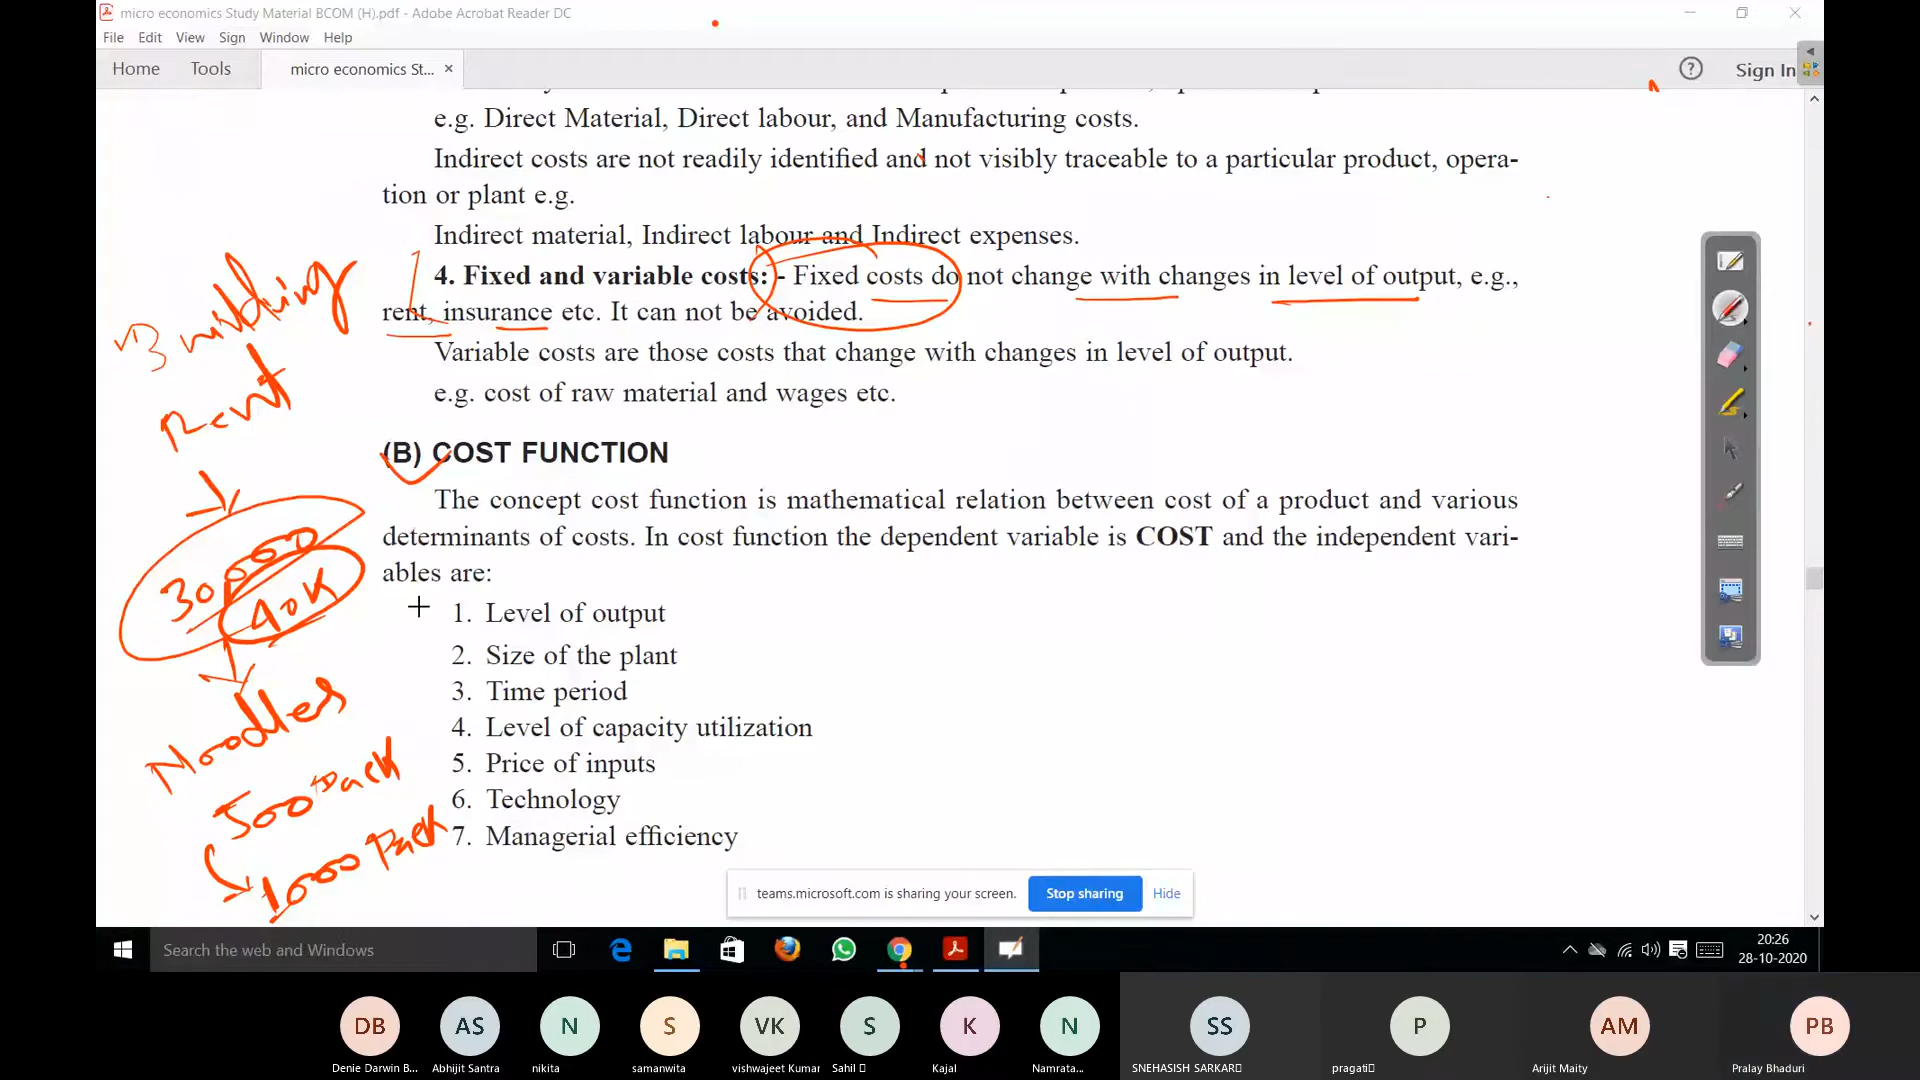 micro economics Study Material BCOM (H).pdf - Adobe Acrobat Reader DC
File Edit View Sign Window Help
Home Tools micro economics St... × Sign In
e.g. Direct Material, Direct labour, and Manufacturing costs.
Indirect costs are not readily identified and not visibly traceable to a particular product, opera-
tion or plant e.g.
Indirect material, Indirect labour and Indirect expenses.
4. Fixed and variable costs: - Fixed costs do not change with changes in level of output, e.g.,
rent, insurance etc. It can not be avoided.
Variable costs are those costs that change with changes in level of output.
e.g. cost of raw material and wages etc.
Rent
30,000
40K
Noodles
500 Pack
1000 Pack
(B) COST FUNCTION
The concept cost function is mathematical relation between cost of a product and various
determinants of costs. In cost function the dependent variable is COST and the independent vari-
ables are:
1. Level of output
2. Size of the plant
3. Time period
4. Level of capacity utilization
5. Price of inputs
6. Technology
7. Managerial efficiency
teams.microsoft.com is sharing your screen. Stop sharing Hide
Search the web and Windows
20:26
28-10-2020
DB AS N S VK S K N SS P AM PB
Denie Darwin B... Abhijit Santra nikita samanwita vishwajeet Kumar Sahil Kajal Namrata... SNEHASISH SARKAR pragati Arijit Maity Pralay Bhaduri